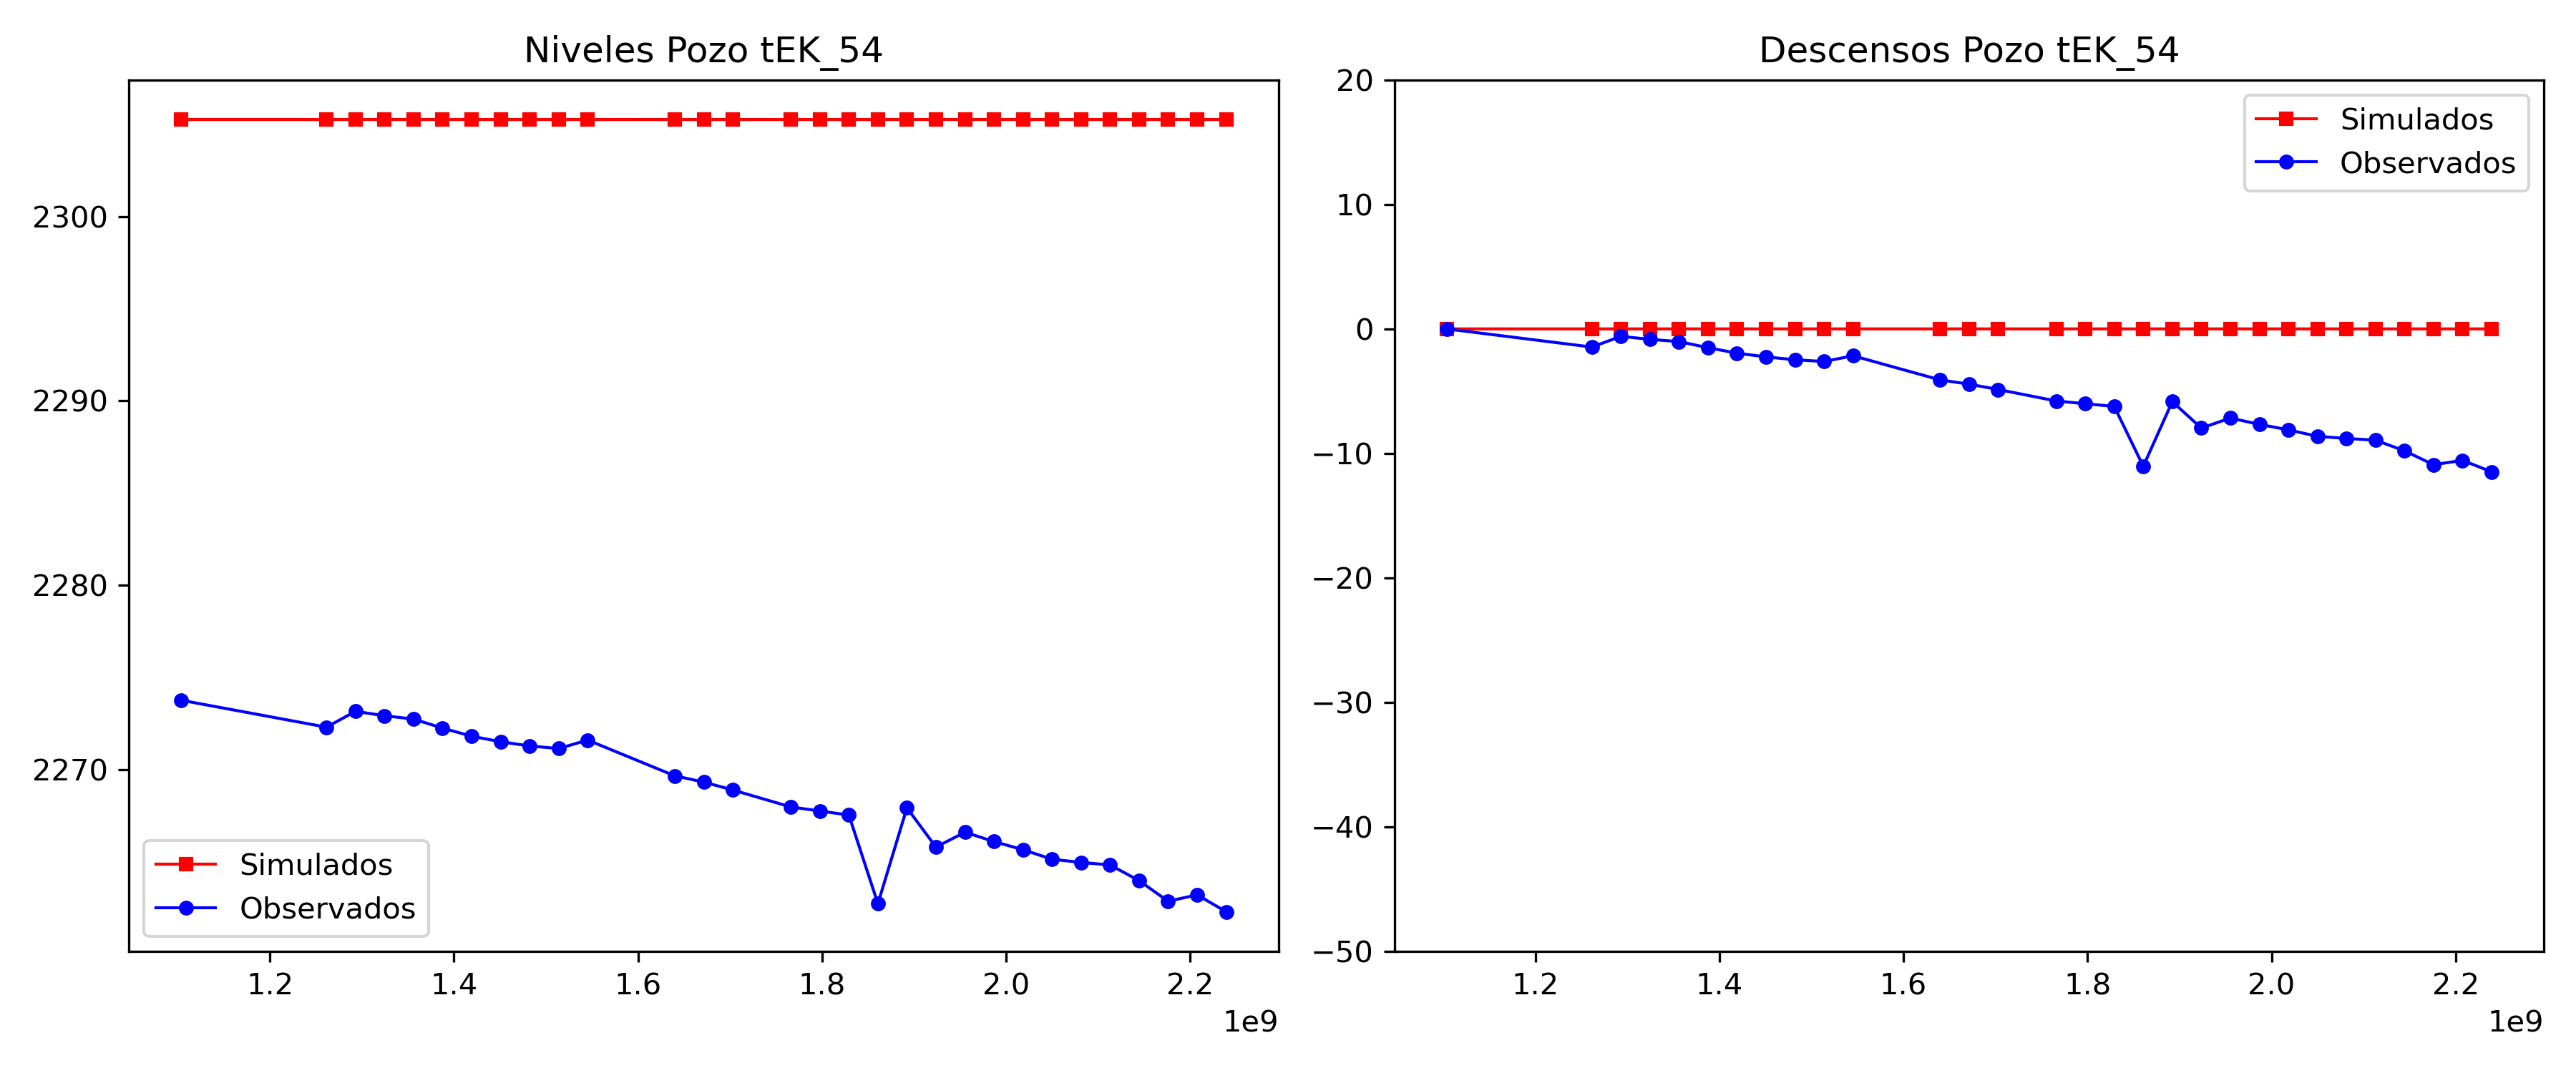 Niveles Pozo tEK_54
2300
2290
2280
2270
Simulados
Observados
1.2 1.4 1.6 1.8 2.0 2.2
1e9
Descensos Pozo tEK_54
20
10
0
−10
−20
−30
−40
−50
Simulados
Observados
1.2 1.4 1.6 1.8 2.0 2.2
1e9